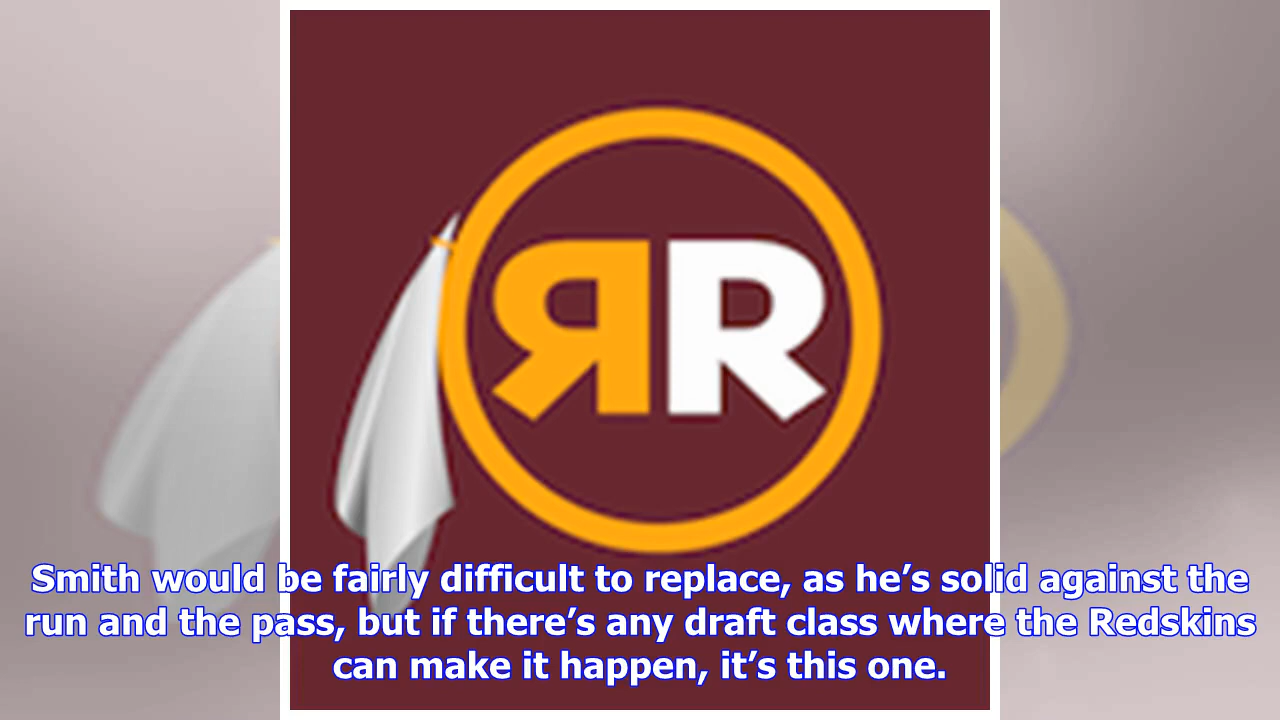 ЯR
Smith would be fairly difficult to replace, as he’s solid against the
run and the pass, but if there’s any draft class where the Redskins
can make it happen, it’s this one.